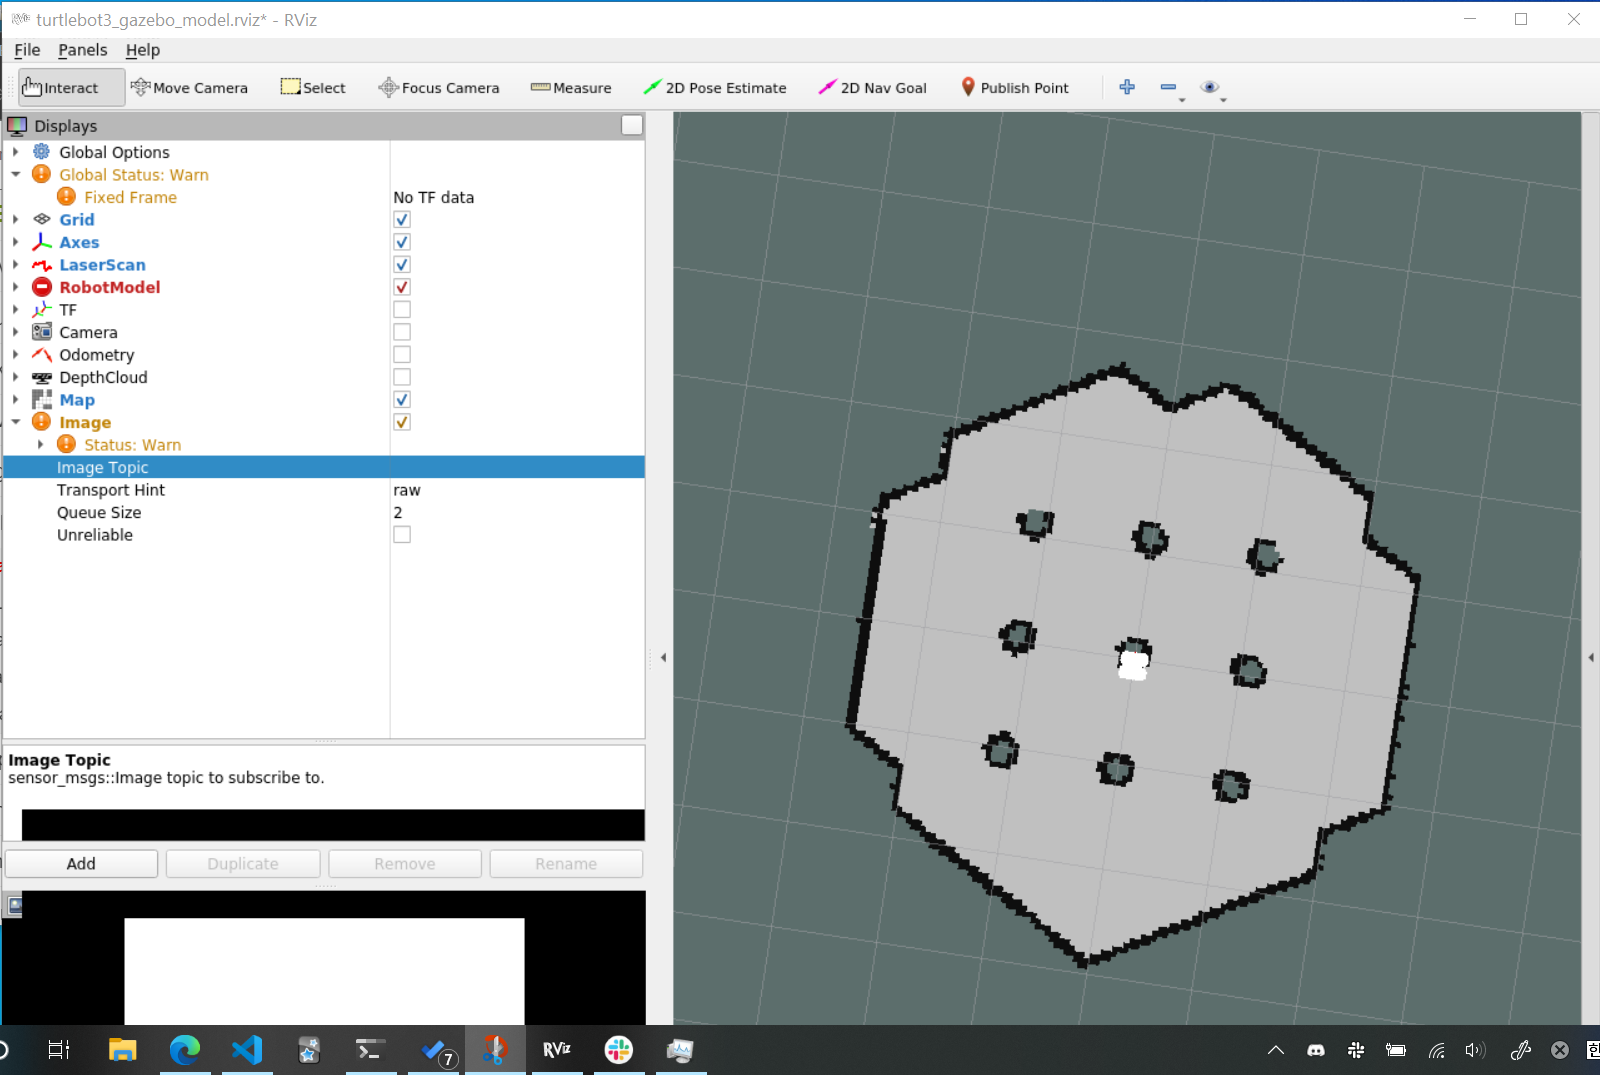 turtlebot3_gazebo_model.rviz* - RViz
File Panels Help
Interact Move Camera Select Focus Camera Measure 2D Pose Estimate 2D Nav Goal Publish Point
Displays
Global Options
Global Status: Warn
Fixed Frame No TF data
Grid
Axes
LaserScan
RobotModel
TF
Camera
Odometry
DepthCloud
Map
Image
Status: Warn
Image Topic
Transport Hint raw
Queue Size 2
Unreliable
Image Topic
sensor_msgs::Image topic to subscribe to.
Add Duplicate Remove Rename
7 RViz